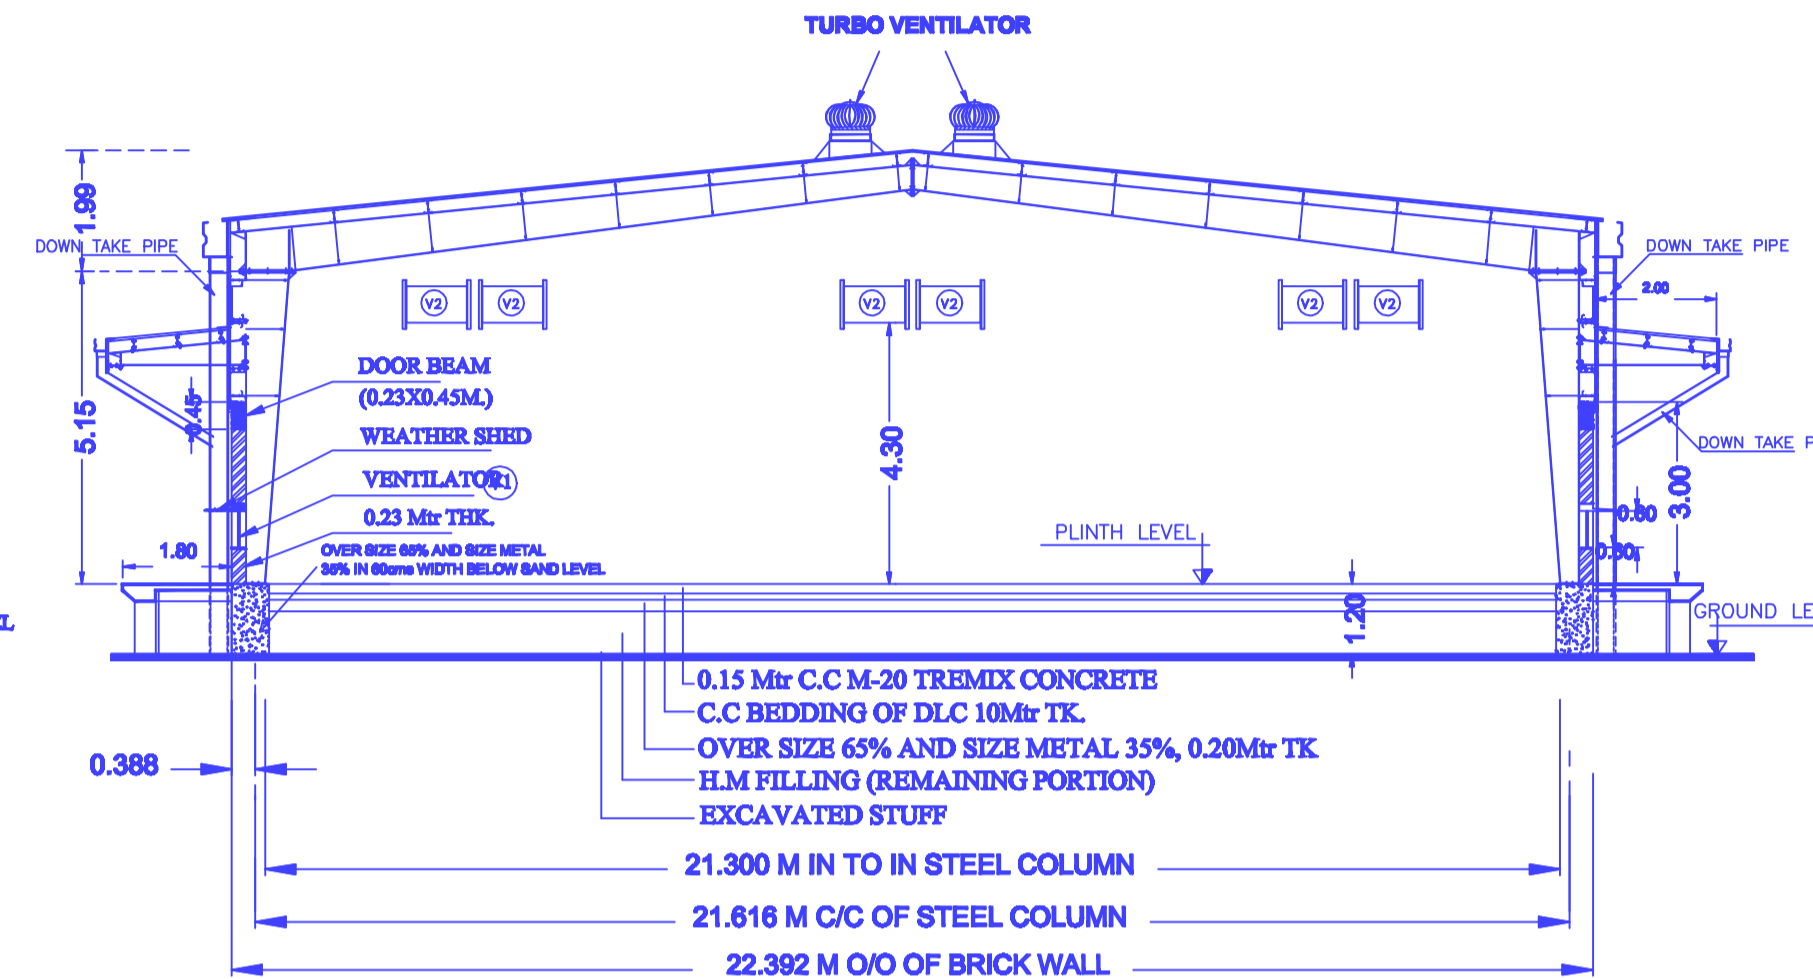 TURBO VENTILATOR
1.99
DOWN TAKE PIPE
DOWN TAKE PIPE
2.00
V2
V2
V2
V2
V2
V2
DOOR BEAM
(0.23X0.45M.)
0.45
5.15
WEATHER SHED
4.30
DOWN TAKE P
VENTILATOR
V1
3.00
0.23 Mtr THK.
0.60
PLINTH LEVEL
1.80
OVER SIZE 65% AND SIZE METAL
35% IN 60cms WIDTH BELOW SAND LEVEL
1.20
GROUND LE
0.15 Mtr C.C M-20 TREMIX CONCRETE
C.C BEDDING OF DLC 10Mtr TK.
OVER SIZE 65% AND SIZE METAL 35%, 0.20Mtr TK
0.388
H.M FILLING (REMAINING PORTION)
EXCAVATED STUFF
21.300 M IN TO IN STEEL COLUMN
21.616 M C/C OF STEEL COLUMN
22.392 M O/O OF BRICK WALL